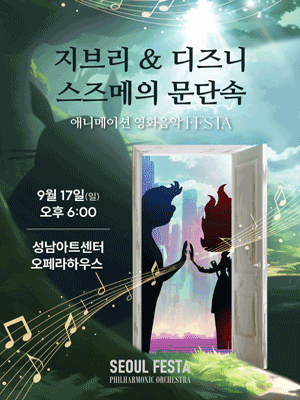 지브리 & 디즈니
스즈메의 문단속
애니메이션 영화음악 FESTA
9월 17일(일)
오후 6:00
성남아트센터
오페라하우스
SEOUL FESTA
PHILHARMONIC ORCHESTRA